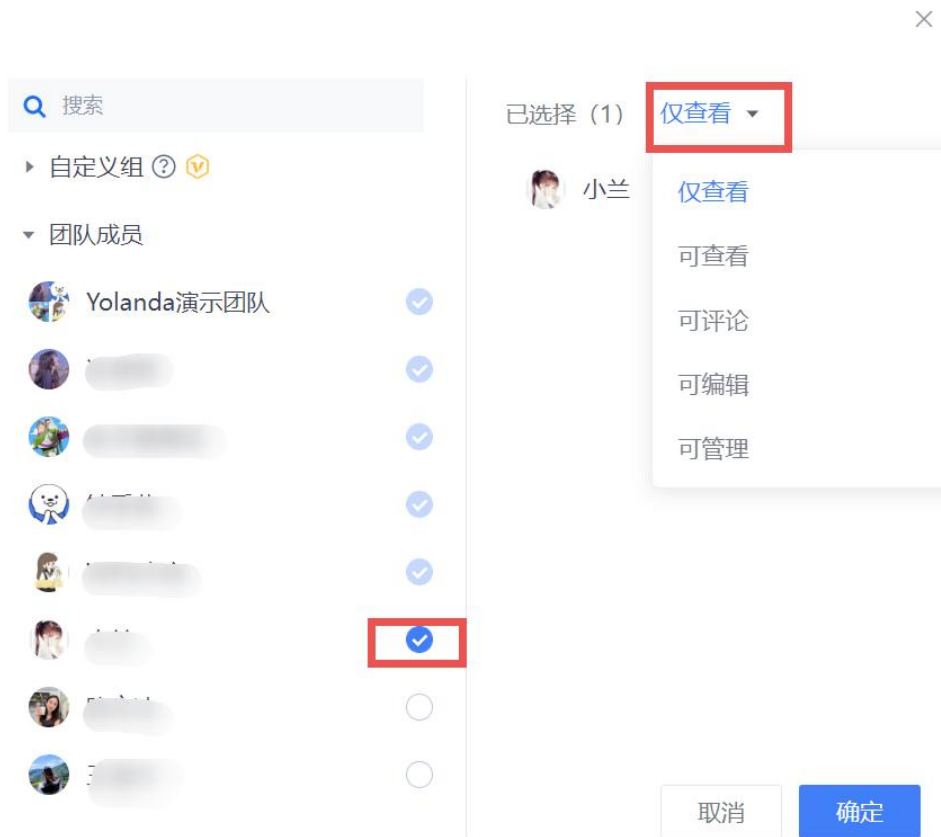 搜索
自定义组
团队成员
Yolanda演示团队
已选择（1） 仅查看
小兰
仅查看
可查看
可评论
可编辑
可管理
取消 确定